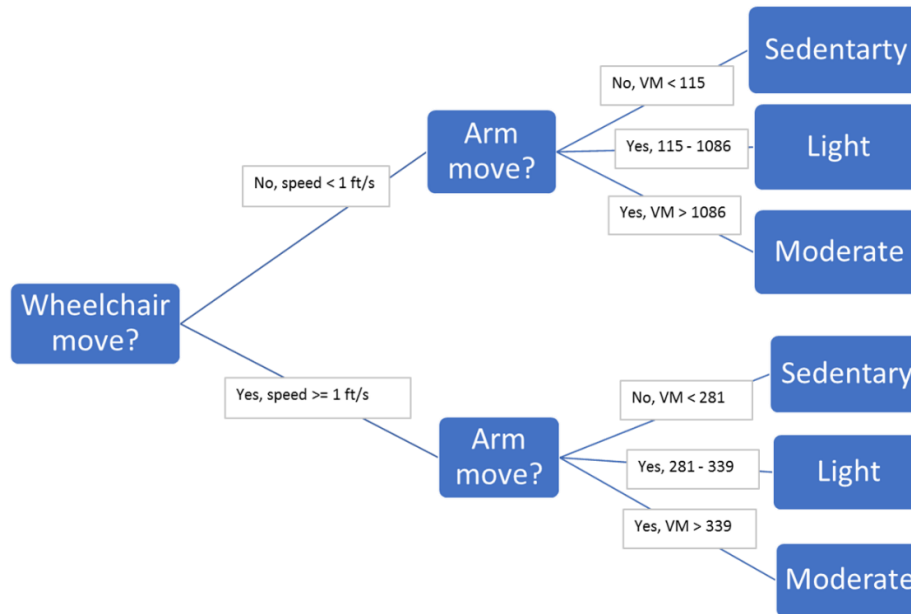 Sedentarty
No, VM < 115
Arm
move?
Yes, 115 - 1086
Light
No, speed < 1 ft/s
Yes, VM > 1086
Moderate
Wheelchair
move?
Yes, speed >= 1 ft/s
Sedentary
No, VM < 281
Arm
move?
Yes, 281 - 339
Light
Yes, VM > 339
Moderate